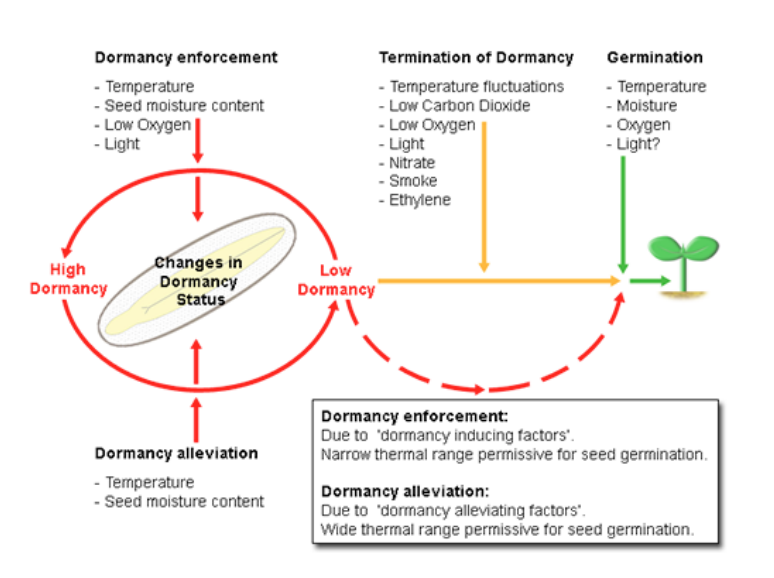 Dormancy enforcement
- Temperature
- Seed moisture content
- Low Oxygen
- Light
Termination of Dormancy
- Temperature fluctuations
- Low Carbon Dioxide
- Low Oxygen
- Light
- Nitrate
- Smoke
- Ethylene
Germination
- Temperature
- Moisture
- Oxygen
- Light?
High
Dormancy
Changes in
Dormancy
Status
Low
Dormancy
Dormancy alleviation
- Temperature
- Seed moisture content
Dormancy enforcement:
Due to "dormancy inducing factors".
Narrow thermal range permissive for seed germination.
Dormancy alleviation:
Due to "dormancy alleviating factors".
Wide thermal range permissive for seed germination.